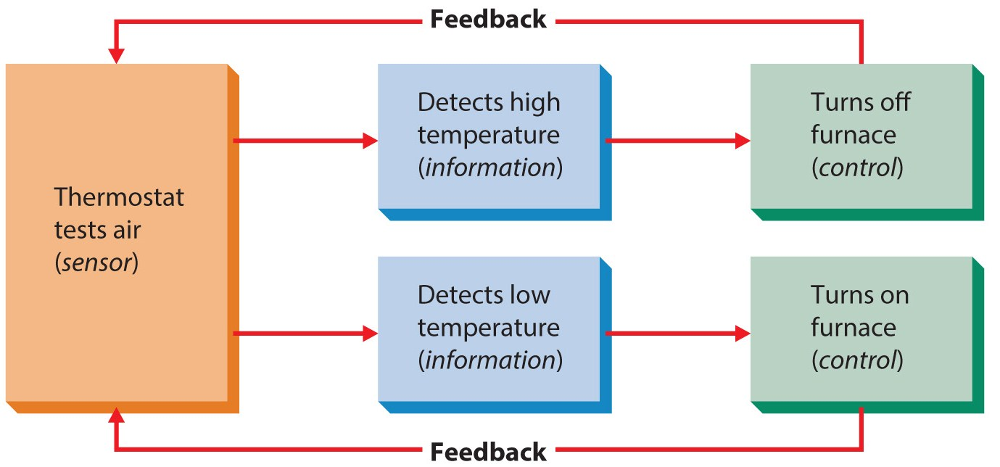 Feedback
Thermostat
tests air
(sensor)
Detects high
temperature
(information)
Turns off
furnace
(control)
Detects low
temperature
(information)
Turns on
furnace
(control)
Feedback